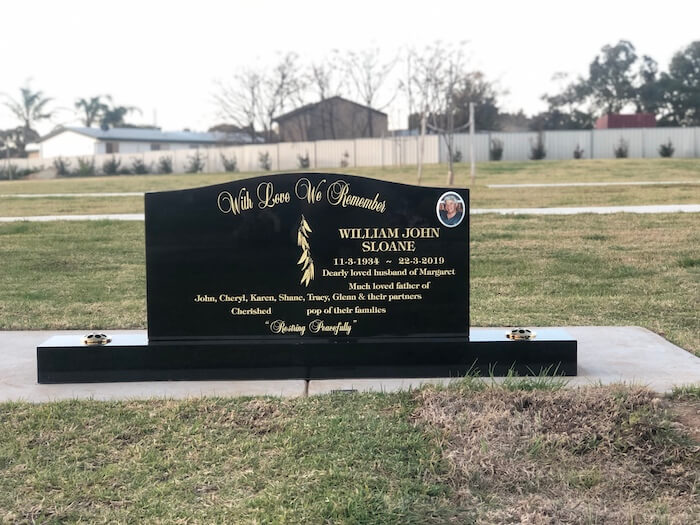 With Love We Remember
WILLIAM JOHN
SLOANE
11-3-1934 ~ 22-3-2019
Dearly loved husband of Margaret
Much loved father of
John, Cheryl, Karen, Shane, Tracy, Glenn & their partners
Cherished pop of their families
"Resting Peacefully"